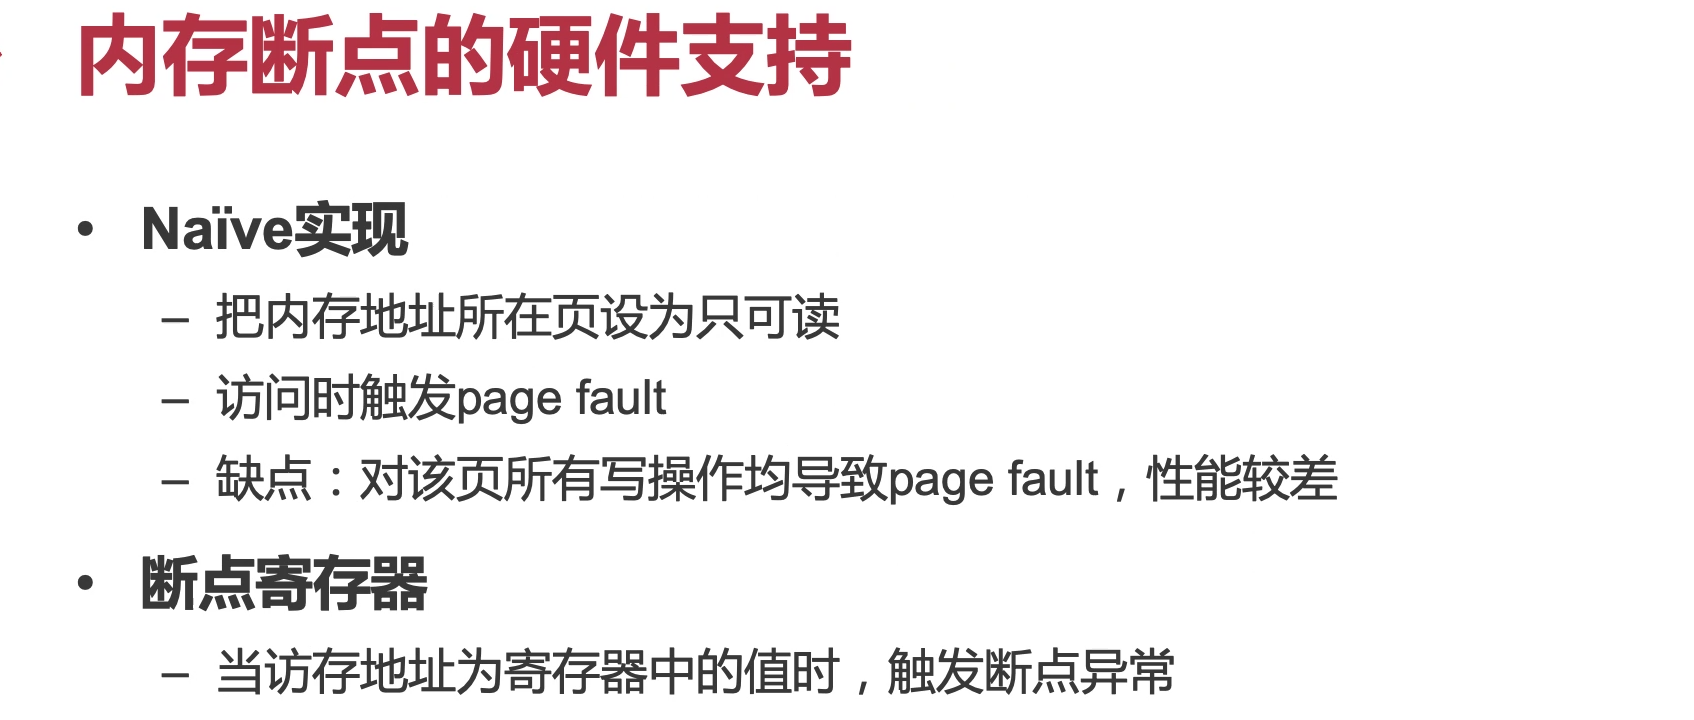 内存断点的硬件支持
• Naïve实现
– 把内存地址所在页设为只可读
– 访问时触发page fault
– 缺点：对该页所有写操作均导致page fault，性能较差
• 断点寄存器
– 当访存地址为寄存器中的值时，触发断点异常